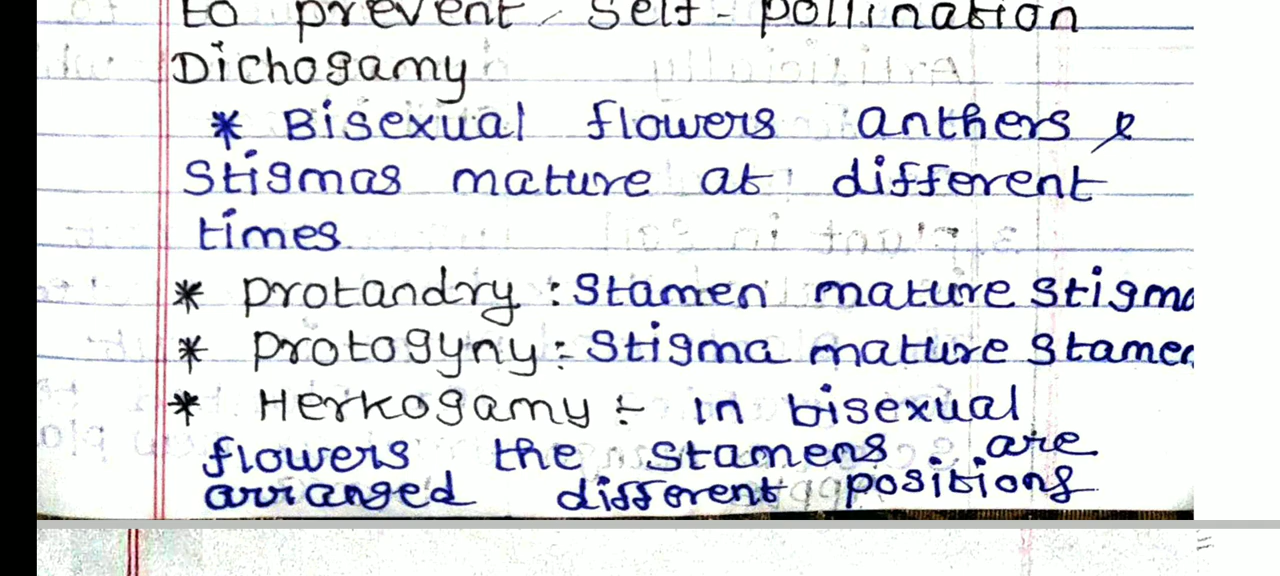 to prevent self-pollination
Dichogamy
* Bisexual flowers anthers &
Stigmas mature at different
times
* protandry : Stamen mature stigma
* protogyny :- Stigma mature stamen
* Herkogamy :- In bisexual
flowers the stamens are
arranged different positions